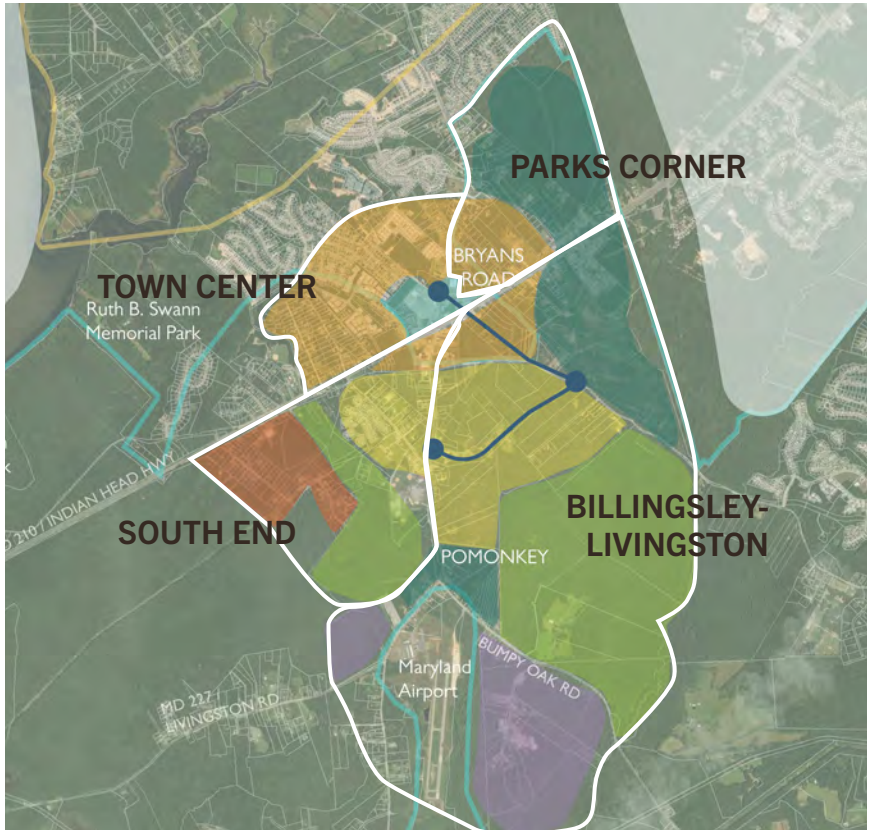 PARKS CORNER
BRYANS
ROAD
TOWN CENTER
Ruth B. Swann
Memorial Park
210 / INDIAN HEAD HWY
SOUTH END
BILLINGSLEY-
LIVINGSTON
POMONKEY
Maryland
Airport
BUMPY OAK RD
MD 227 /
LIVINGSTON RD